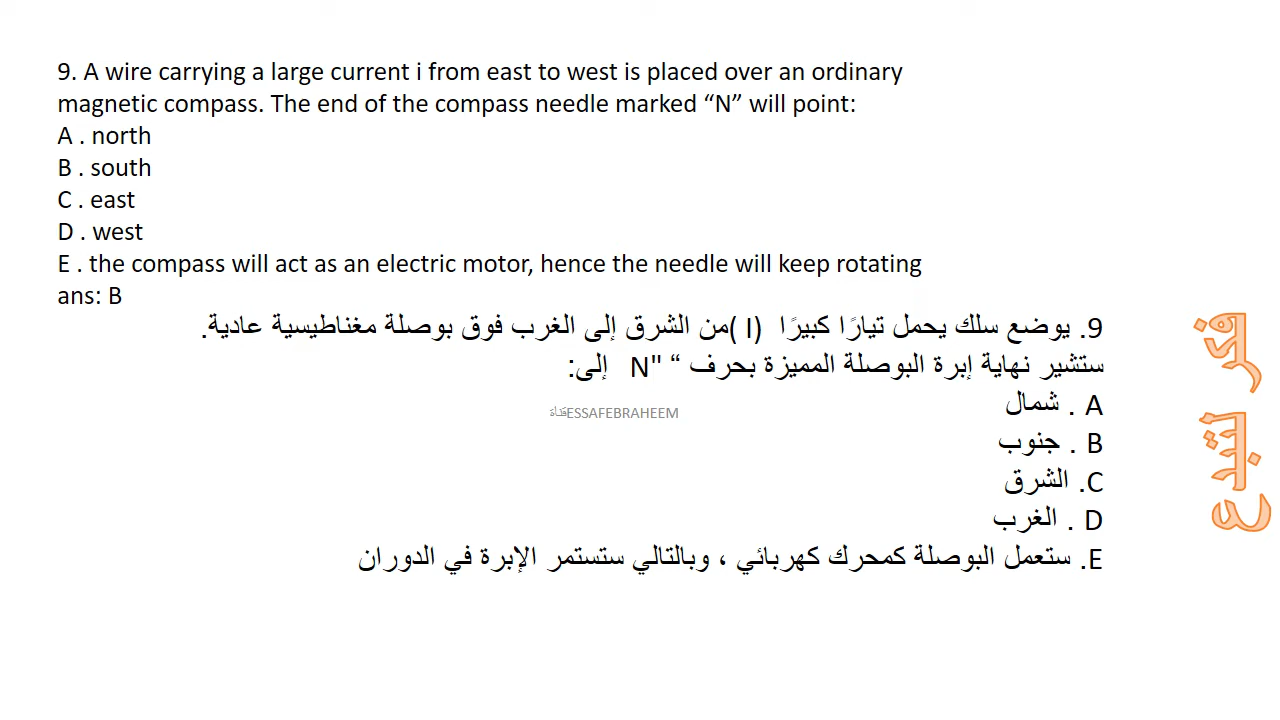 9. A wire carrying a large current i from east to west is placed over an ordinary
magnetic compass. The end of the compass needle marked “N” will point:
A . north
B . south
C . east
D . west
E . the compass will act as an electric motor, hence the needle will keep rotating
ans: B
9. يوضع سلك يحمل تيارًا كبيرًا (I )من الشرق إلى الغرب فوق بوصلة مغناطيسية عادية.
ستشير نهاية إبرة البوصلة المميزة بحرف “ N" إلى:
A . شمال
قناةESSAFEBRAHEEM
B . جنوب
C. الشرق
D . الغرب
E. ستعمل البوصلة كمحرك كهربائي ، وبالتالي ستستمر الإبرة في الدوران
فكر لتبدع